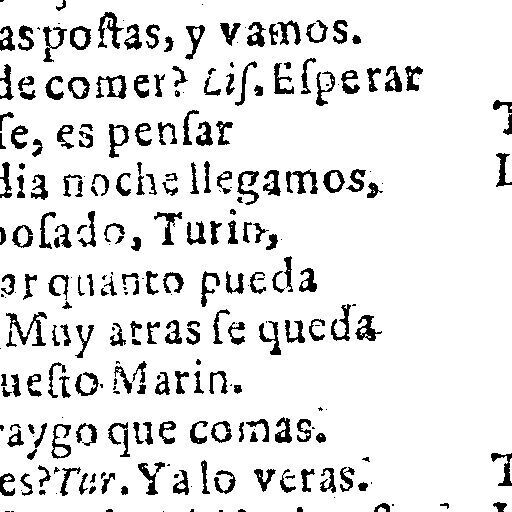 as postas, y vamos.
de comer? Lis. Esperar
se, es pensar
dia noche llegamos,
posado, Turin,
ar quanto pueda
Muy atras se queda
uesto Marin.
raygo que comas.
es? Tur. Ya lo veras.